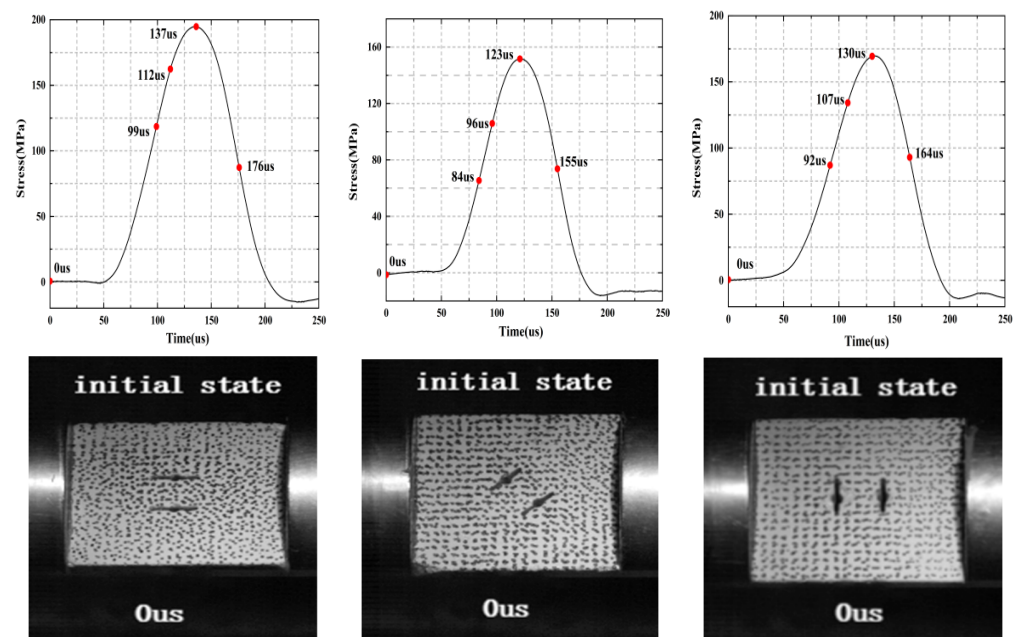 200
150
100
50
0
Stress(MPa)
137us
112us
99us
176us
0us
0
50
100
150
200
250
Time(us)
160
120
80
40
0
Stress(MPa)
123us
96us
84us
155us
0us
0
50
100
150
200
250
Time(us)
200
150
100
50
0
Stress(MPa)
130us
107us
92us
164us
0us
0
50
100
150
200
250
Time(us)
initial state
0us
initial state
0us
initial state
0us